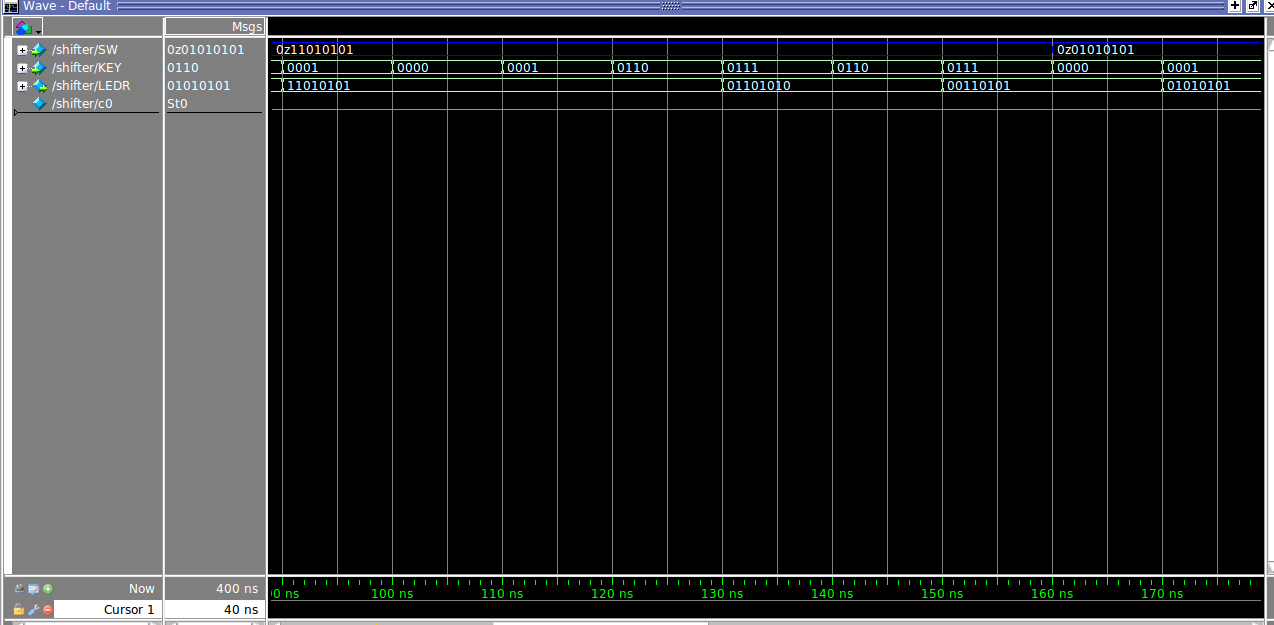 Wave - Default
Msgs
/shifter/SW 0z01010101 0z11010101 0z01010101
/shifter/KEY 0110 0001 0000 0001 0110 0111 0110 0111 0000 0001
/shifter/LEDR 01010101 11010101 01101010 00110101 01010101
/shifter/c0 St0
Now 400 ns 0 ns 100 ns 110 ns 120 ns 130 ns 140 ns 150 ns 160 ns 170 ns
Cursor 1 40 ns